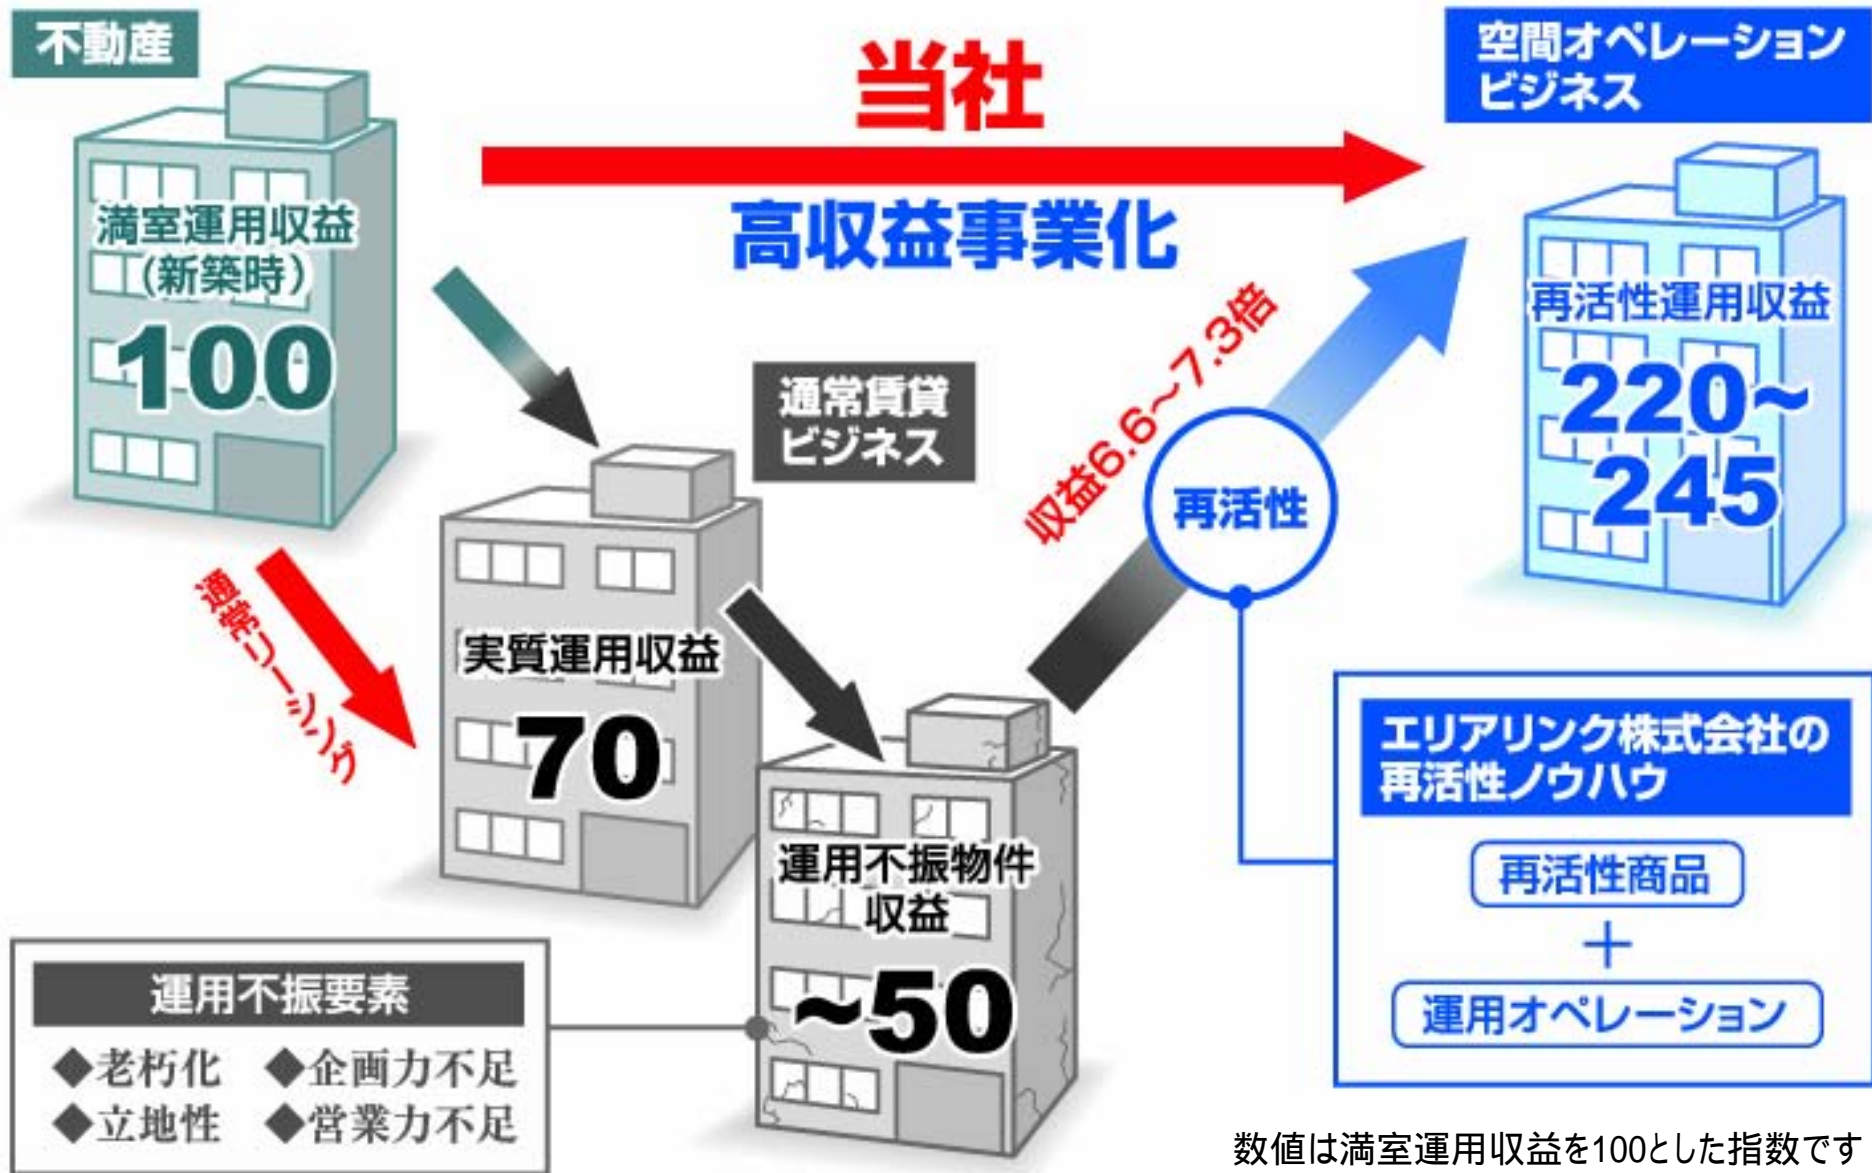 不動産
満室運用収益
(新築時)
100
当社
高収益事業化
空間オペレーション
ビジネス
再活性運用収益
220~
245
通常リーシング
通常賃貸
ビジネス
実質運用収益
70
運用不振物件
収益
~50
収益6.6~7.3倍
再活性
エリアリンク株式会社の
再活性ノウハウ
再活性商品
+
運用オペレーション
運用不振要素
◆老朽化 ◆企画力不足
◆立地性 ◆営業力不足
数値は満室運用収益を100とした指数です